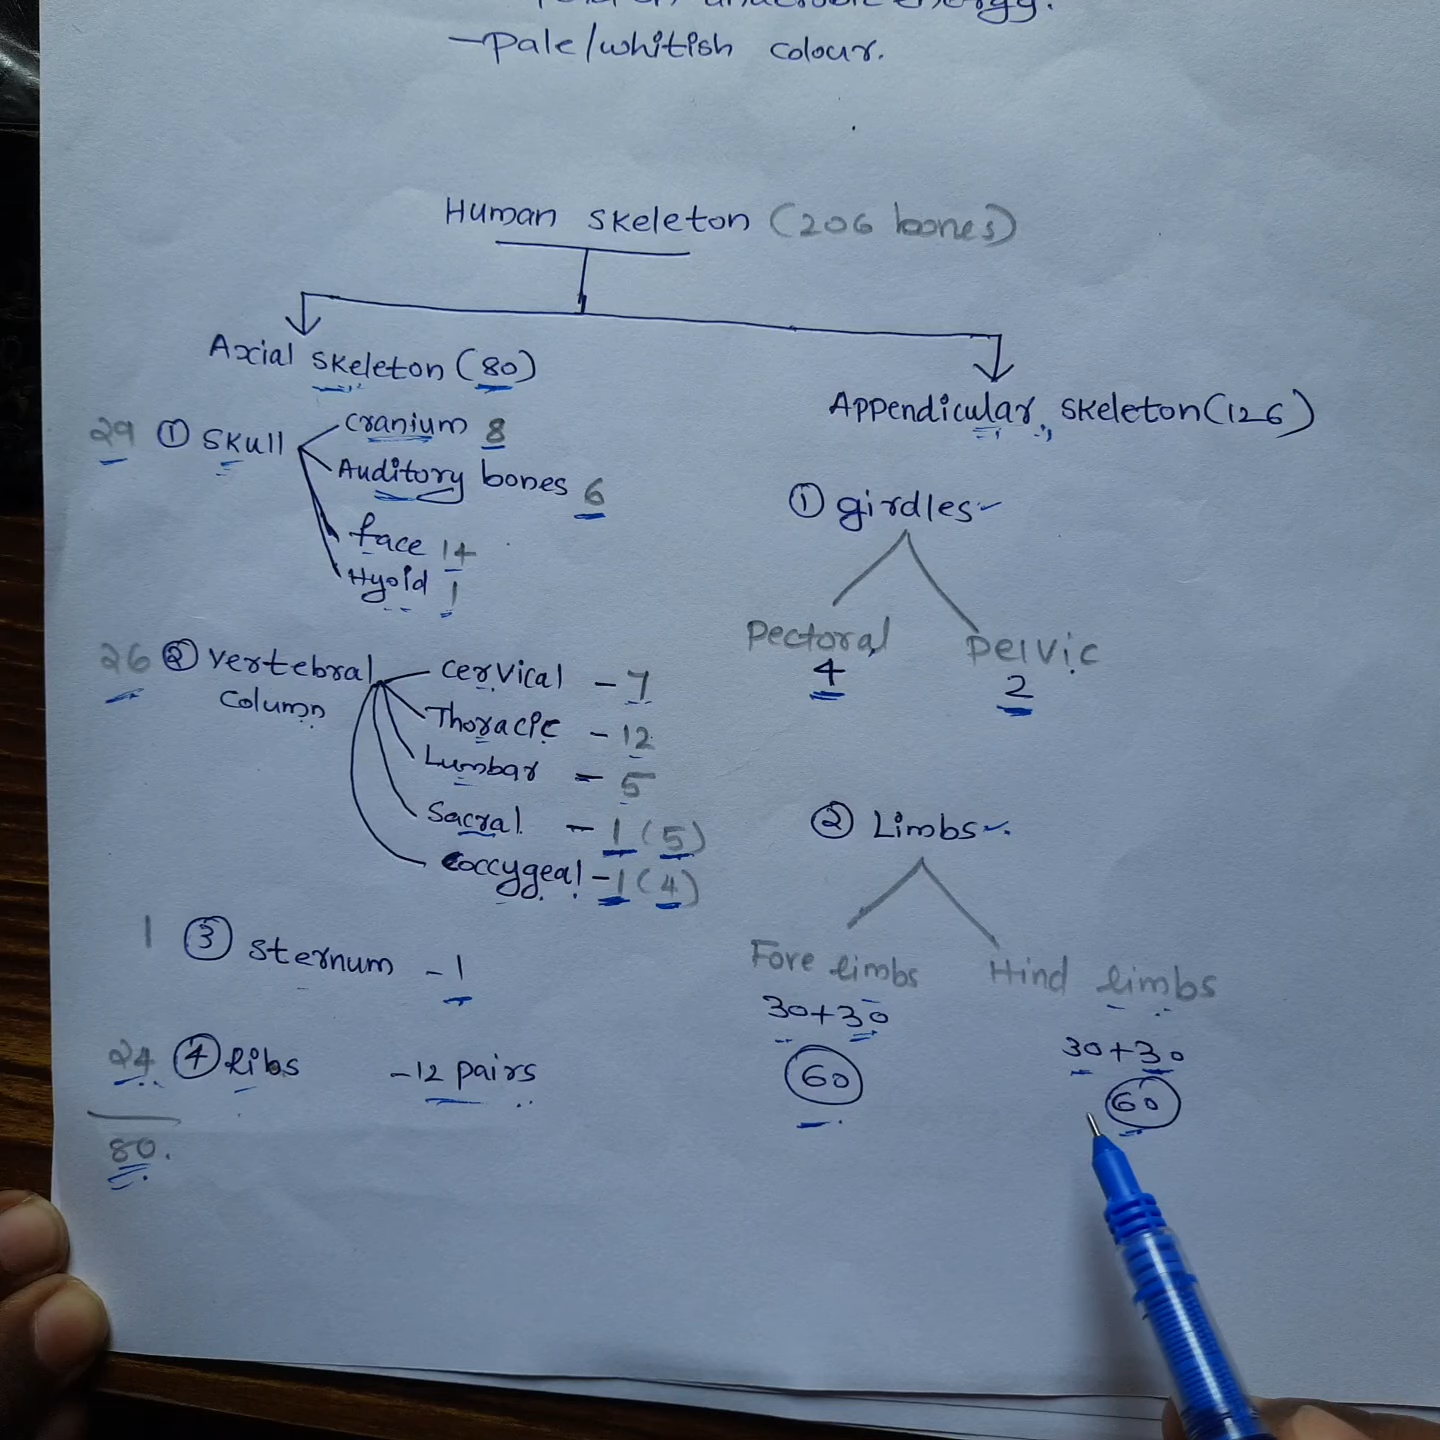 anaerobic energy.
-pale/whitish colour.
Human skeleton (206 bones)
Axial skeleton (80)
Appendicular skeleton (126)
29 ① Skull
Cranium 8
Auditory bones 6
face 14
Hyoid 1
26 ② Vertebral
column
Cervical - 7
Thoracic - 12
Lumbar - 5
Sacral - 1 (5)
Coccygeal - 1 (4)
1 ③ Sternum - 1
24 ④ Ribs - 12 pairs
80.
① girdles
Pectoral
4
Pelvic
2
② Limbs
Fore limbs
30+30
60
Hind limbs
30+30
60